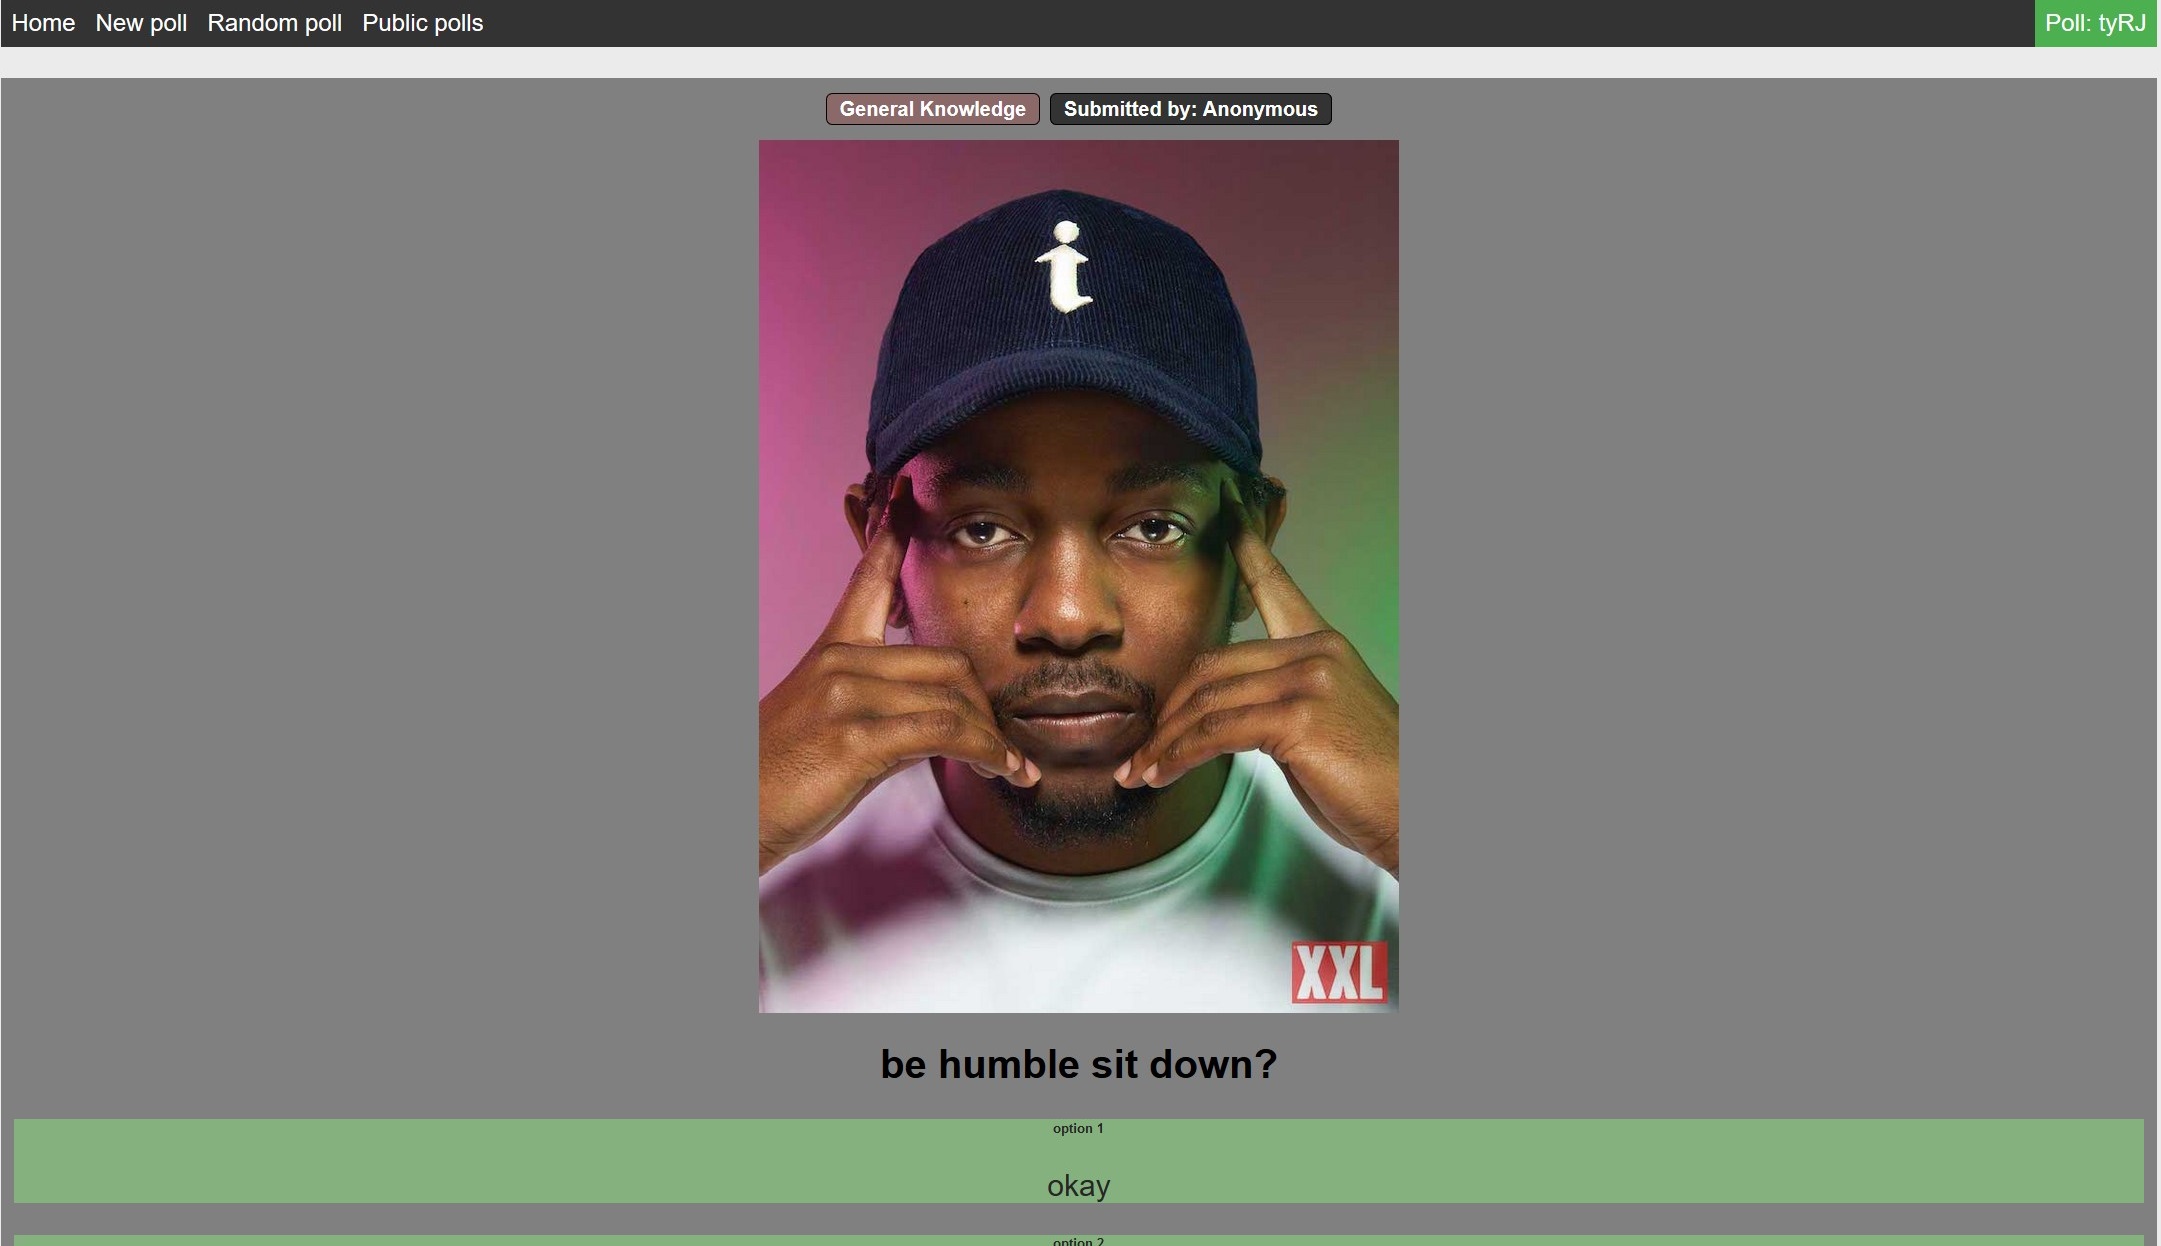 Home New poll Random poll Public polls Poll: tyRJ
General Knowledge Submitted by: Anonymous
i
XXL
be humble sit down?
option 1
okay
option 2